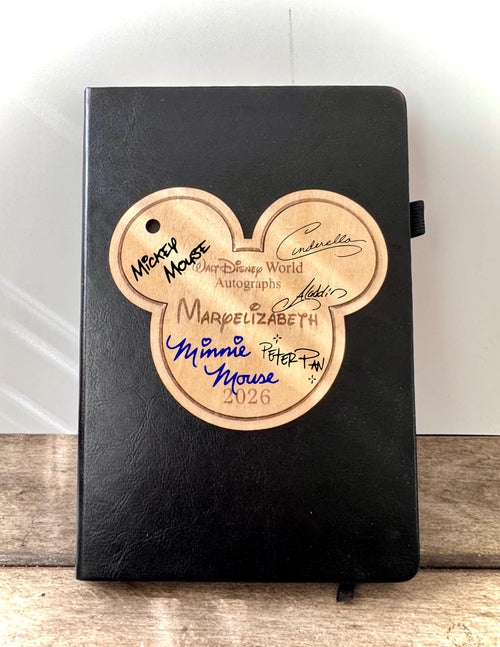 Cinderella
Mickey
Mouse
Walt Disney World
Autographs
Aladdin
Maryelizabeth
Minnie
Mouse
Peter Pan
2026